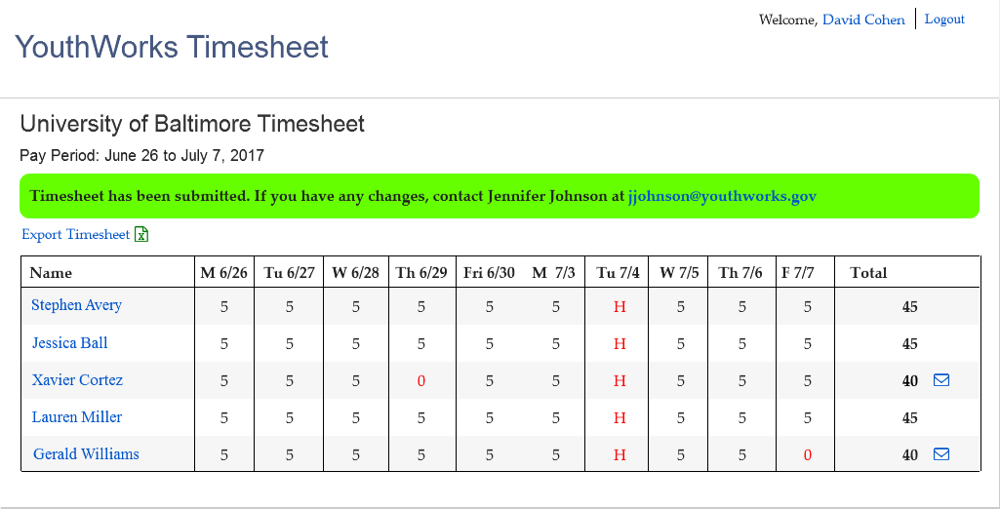 Welcome, David Cohen Logout
YouthWorks Timesheet
University of Baltimore Timesheet
Pay Period: June 26 to July 7, 2017
Timesheet has been submitted. If you have any changes, contact Jennifer Johnson at jjohnson@youthworks.gov
Export Timesheet
Name M 6/26 Tu 6/27 W 6/28 Th 6/29 Fri 6/30 M 7/3 Tu 7/4 W 7/5 Th 7/6 F 7/7 Total
Stephen Avery 5 5 5 5 5 5 H 5 5 5 45
Jessica Ball 5 5 5 5 5 5 H 5 5 5 45
Xavier Cortez 5 5 5 0 5 5 H 5 5 5 40
Lauren Miller 5 5 5 5 5 5 H 5 5 5 45
Gerald Williams 5 5 5 5 5 5 H 5 5 0 40